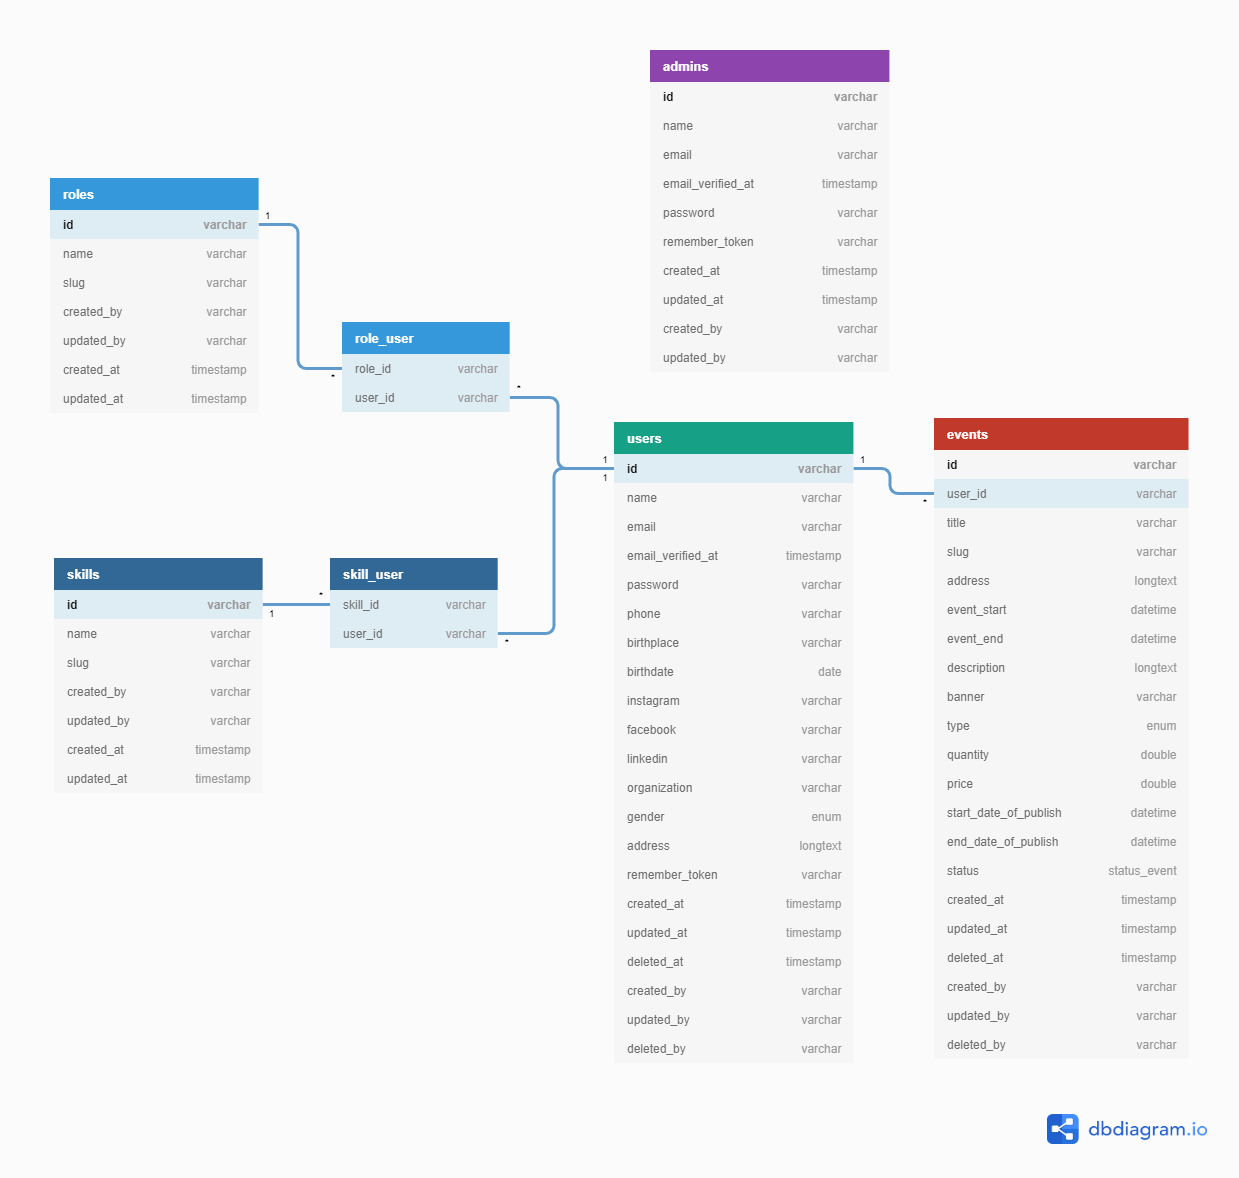 admins
id varchar
name varchar
email varchar
email_verified_at timestamp
password varchar
remember_token varchar
created_at timestamp
updated_at timestamp
created_by varchar
updated_by varchar
roles
id varchar
name varchar
slug varchar
created_by varchar
updated_by varchar
created_at timestamp
updated_at timestamp
1
*
role_user
role_id varchar
user_id varchar
*
1
1
users
id varchar
name varchar
email varchar
email_verified_at timestamp
password varchar
phone varchar
birthplace varchar
birthdate date
instagram varchar
facebook varchar
linkedin varchar
organization varchar
gender enum
address longtext
remember_token varchar
created_at timestamp
updated_at timestamp
deleted_at timestamp
created_by varchar
updated_by varchar
deleted_by varchar
1
*
events
id varchar
user_id varchar
title varchar
slug varchar
address longtext
event_start datetime
event_end datetime
description longtext
banner varchar
type enum
quantity double
price double
start_date_of_publish datetime
end_date_of_publish datetime
status status_event
created_at timestamp
updated_at timestamp
deleted_at timestamp
created_by varchar
updated_by varchar
deleted_by varchar
skills
id varchar
name varchar
slug varchar
created_by varchar
updated_by varchar
created_at timestamp
updated_at timestamp
1
*
skill_user
skill_id varchar
user_id varchar
*
dbdiagram.io